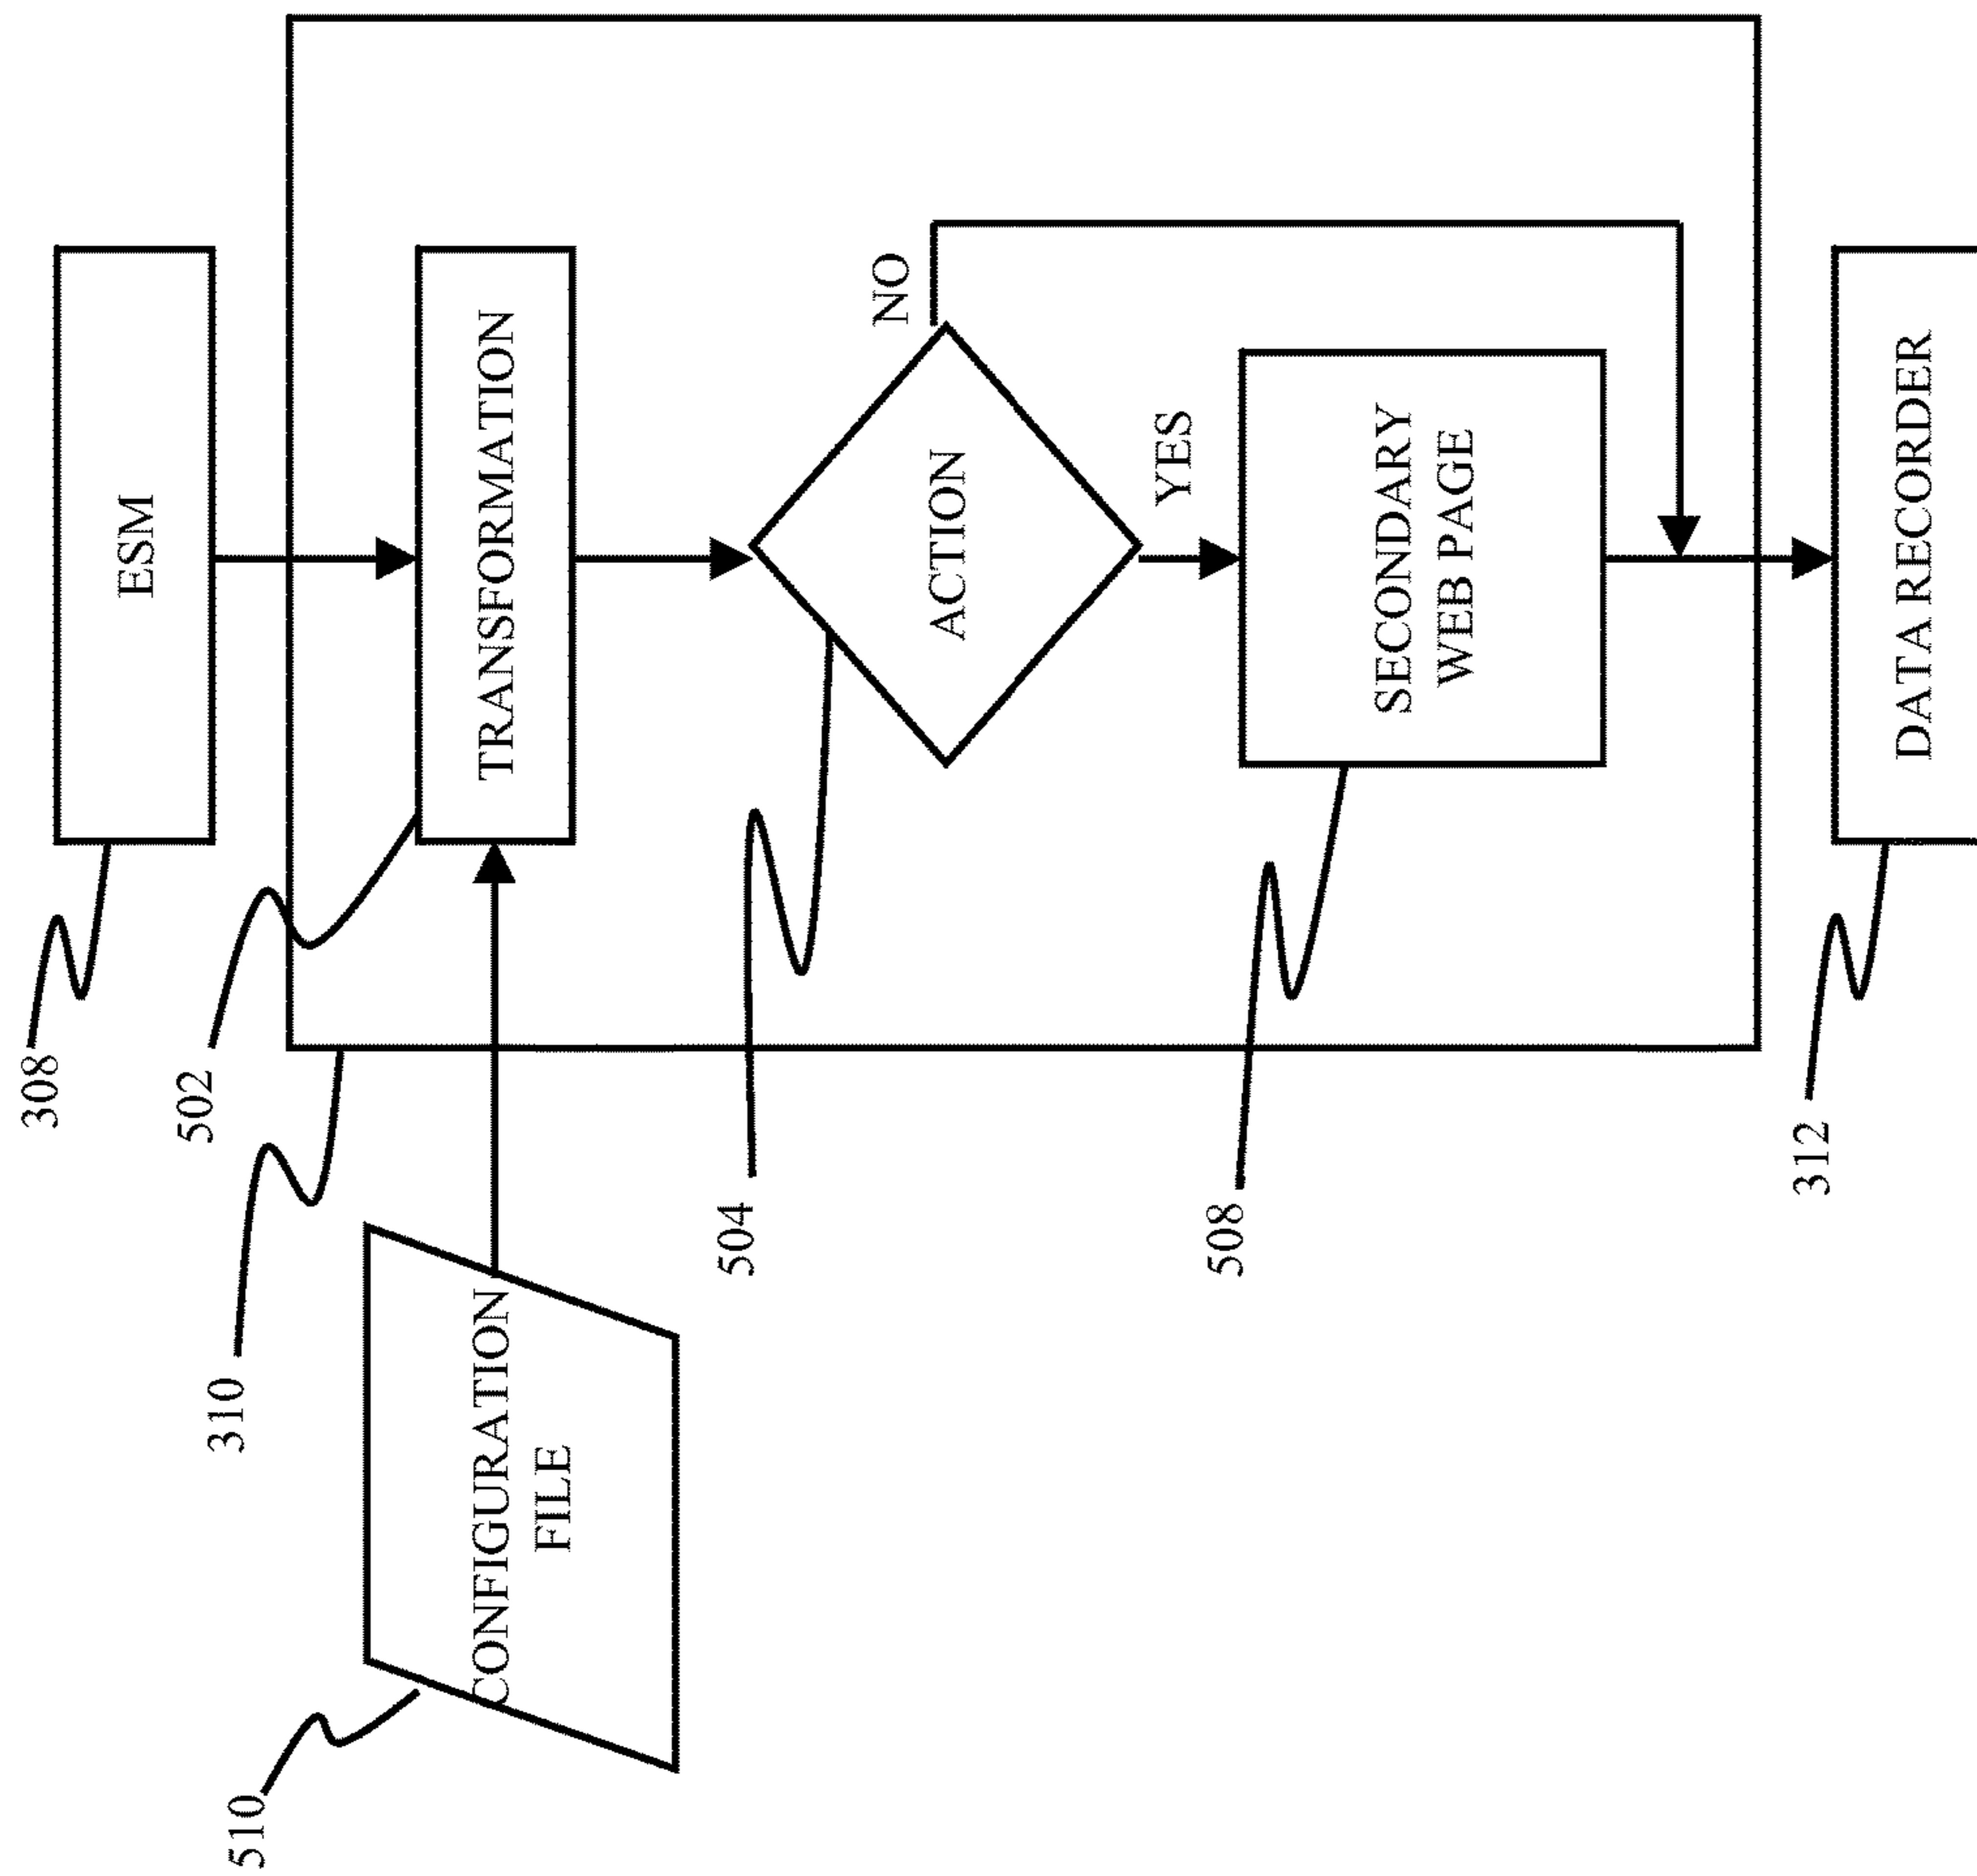 308
ESM
502
310
TRANSFORMATION
510
CONFIGURATION
FILE
504
ACTION
NO
YES
508
SECONDARY
WEB PAGE
312
DATA RECORDER